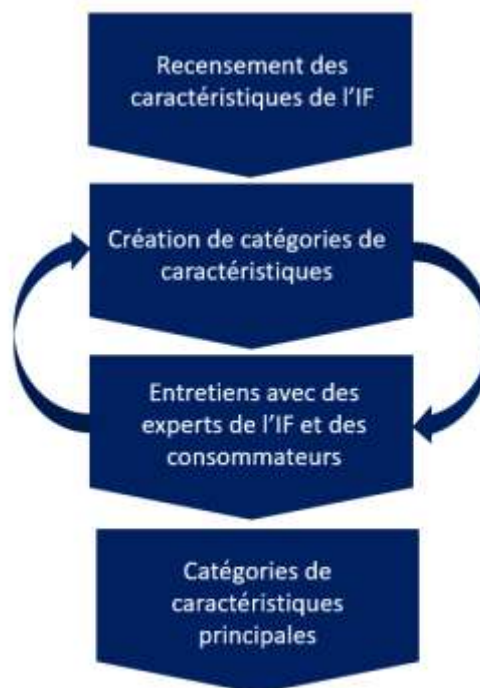 Recensement des
caractéristiques de l'IF
Création de catégories de
caractéristiques
Entretiens avec des
experts de l'IF et des
consommateurs
Catégories de
caractéristiques
principales